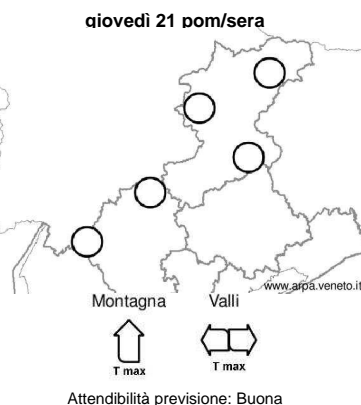 giovedì 21 pom/sera
www.arpa.veneto.it
Montagna Valli
T max T max
Attendibilità previsione: Buona